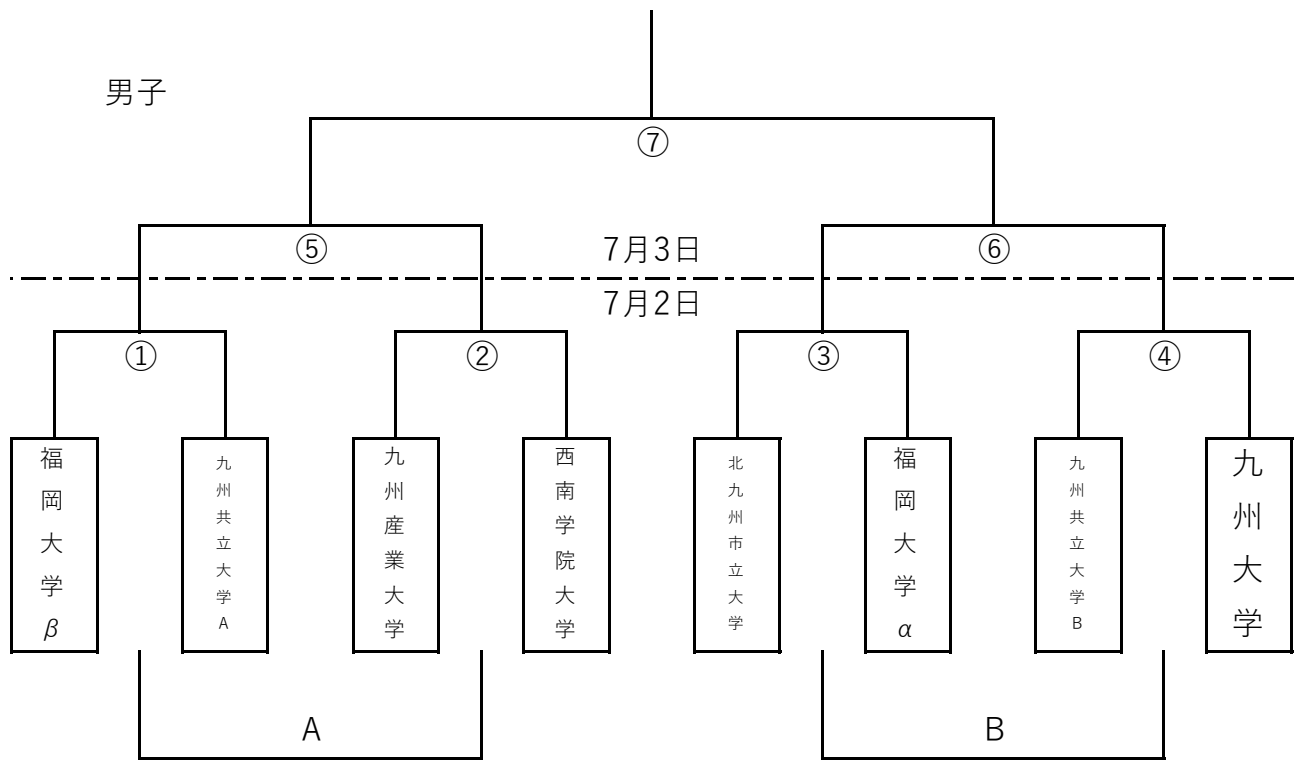 男子
⑦
⑤
7月3日
⑥
7月2日
①
②
③
④
福岡大学β
九州共立大学A
九州産業大学
西南学院大学
北九州市立大学
福岡大学α
九州共立大学B
九州大学
A
B